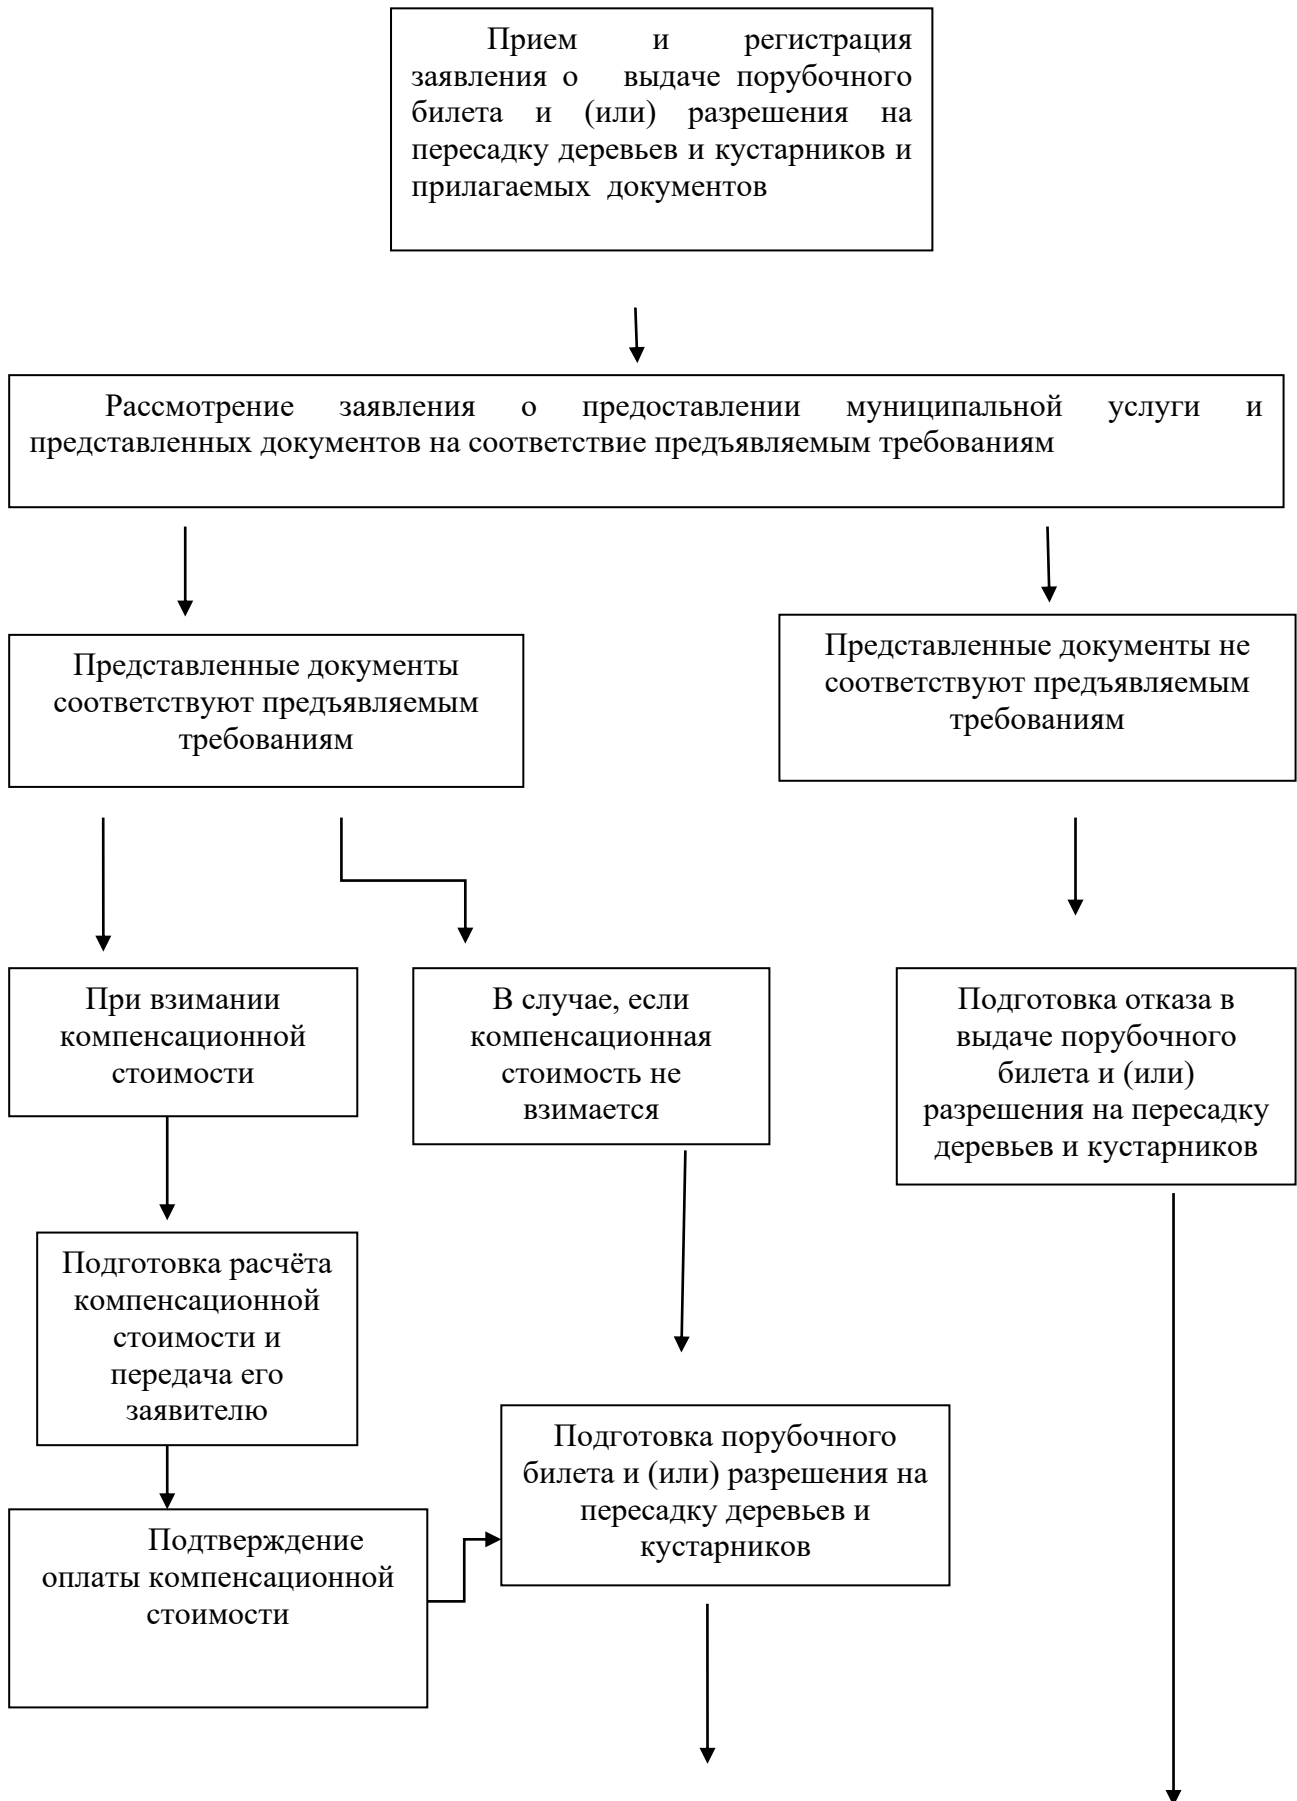 Прием и регистрация
заявления о выдаче порубочного
билета и (или) разрешения на
пересадку деревьев и кустарников и
прилагаемых документов
Рассмотрение заявления о предоставлении муниципальной услуги и
представленных документов на соответствие предъявляемым требованиям
Представленные документы
соответствуют предъявляемым
требованиям
Представленные документы не
соответствуют предъявляемым
требованиям
При взимании
компенсационной
стоимости
В случае, если
компенсационная
стоимость не
взимается
Подготовка отказа в
выдаче порубочного
билета и (или)
разрешения на пересадку
деревьев и кустарников
Подготовка расчёта
компенсационной
стоимости и
передача его
заявителю
Подготовка порубочного
билета и (или) разрешения на
пересадку деревьев и
кустарников
Подтверждение
оплаты компенсационной
стоимости